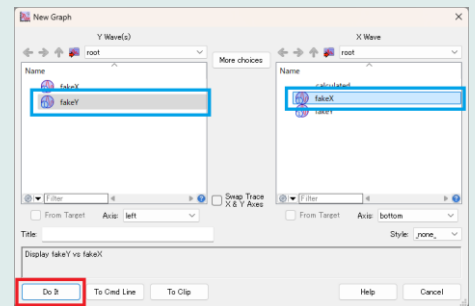 New Graph
Y Wave(s)
X Wave
root
More choices
root
Name
Name
fakeX
_calculated_
fakeY
fakeX
fakeY
Filter
Swap Trace
X & Y Axes
Filter
From Target Axis: left
From Target Axis: bottom
Title:
Style: _none_
Display fakeY vs fakeX
Do It
To Cmd Line
To Clip
Help
Cancel